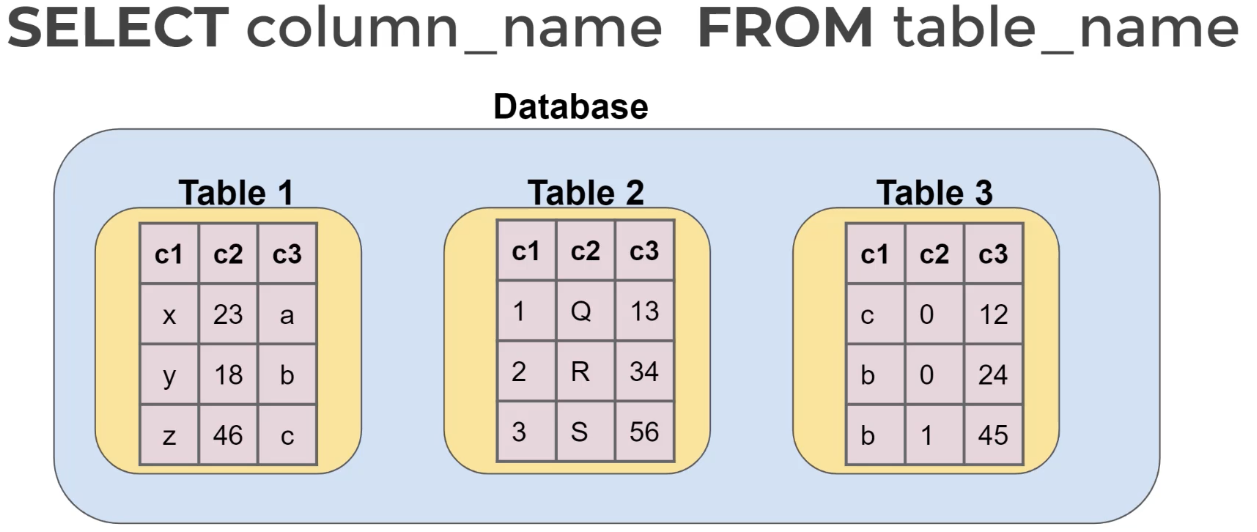 SELECT column_name FROM table_name
Database
Table 1 Table 2 Table 3
c1 c2 c3 c1 c2 c3 c1 c2 c3
x 23 a 1 Q 13 c 0 12
y 18 b 2 R 34 b 0 24
z 46 c 3 S 56 b 1 45